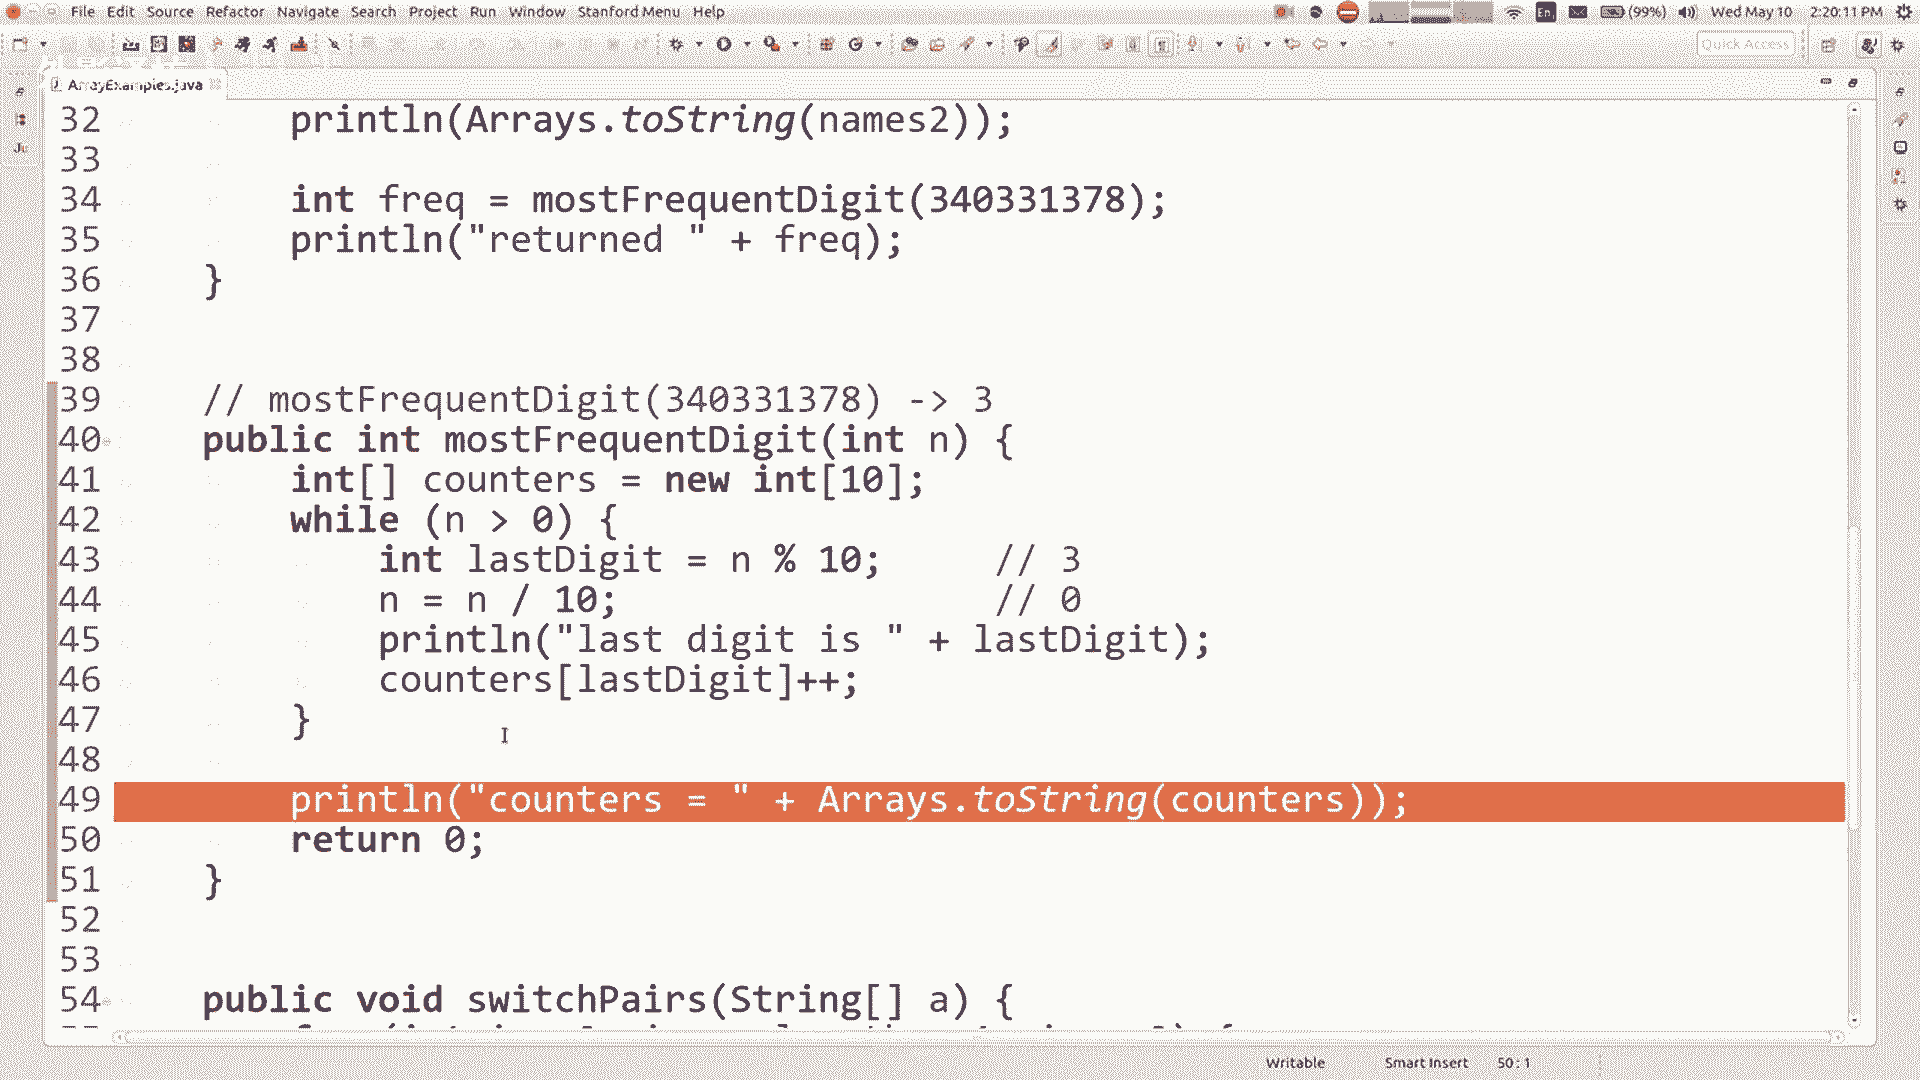 File Edit Source Refactor Navigate Search Project Run Window Stanford Menu Help
En (99%) Wed May 10 2:20:11 PM
Quick Access
ArrayExamples.java
32 println(Arrays.toString(names2));
33
34 int freq = mostFrequentDigit(340331378);
35 println("returned " + freq);
36 }
37
38
39 // mostFrequentDigit(340331378) -> 3
40 public int mostFrequentDigit(int n) {
41 int[] counters = new int[10];
42 while (n > 0) {
43 int lastDigit = n % 10; // 3
44 n = n / 10; // 0
45 println("last digit is " + lastDigit);
46 counters[lastDigit]++;
47 }
48
49 println("counters = " + Arrays.toString(counters));
50 return 0;
51 }
52
53
54 public void switchPairs(String[] a) {
Writable Smart Insert 50 : 1